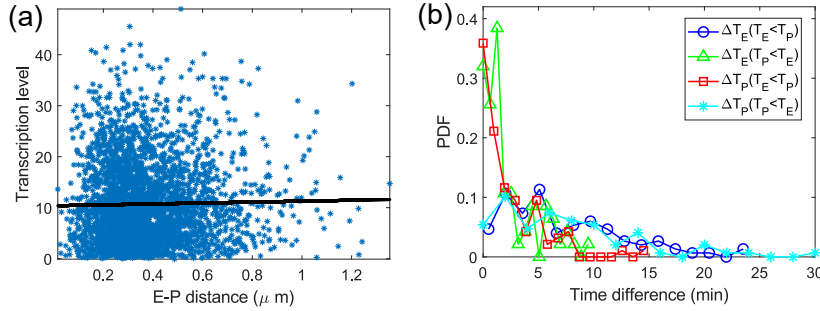 (a)
Transcription level
50
40
30
20
10
0
0.2 0.4 0.6 0.8 1 1.2
E-P distance (μ m)
(b)
PDF
0.4
0.3
0.2
0.1
0
0 5 10 15 20 25 30
Time difference (min)
ΔT_E(T_E<T_P)
ΔT_E(T_P<T_E)
ΔT_P(T_E<T_P)
ΔT_P(T_P<T_E)